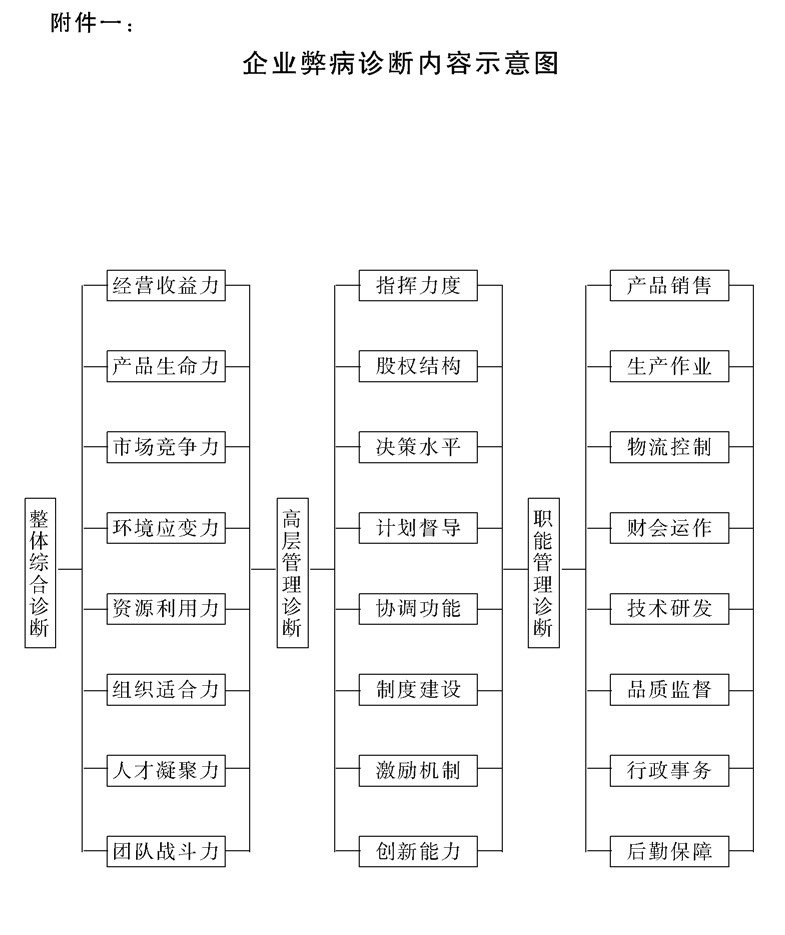 附件一：
企业弊病诊断内容示意图
整体综合诊断
经营收益力
产品生命力
市场竞争力
环境应变力
资源利用力
组织适合力
人才凝聚力
团队战斗力
高层管理诊断
指挥力度
股权结构
决策水平
计划督导
协调功能
制度建设
激励机制
创新能力
职能管理诊断
产品销售
生产作业
物流控制
财会运作
技术研发
品质监督
行政事务
后勤保障